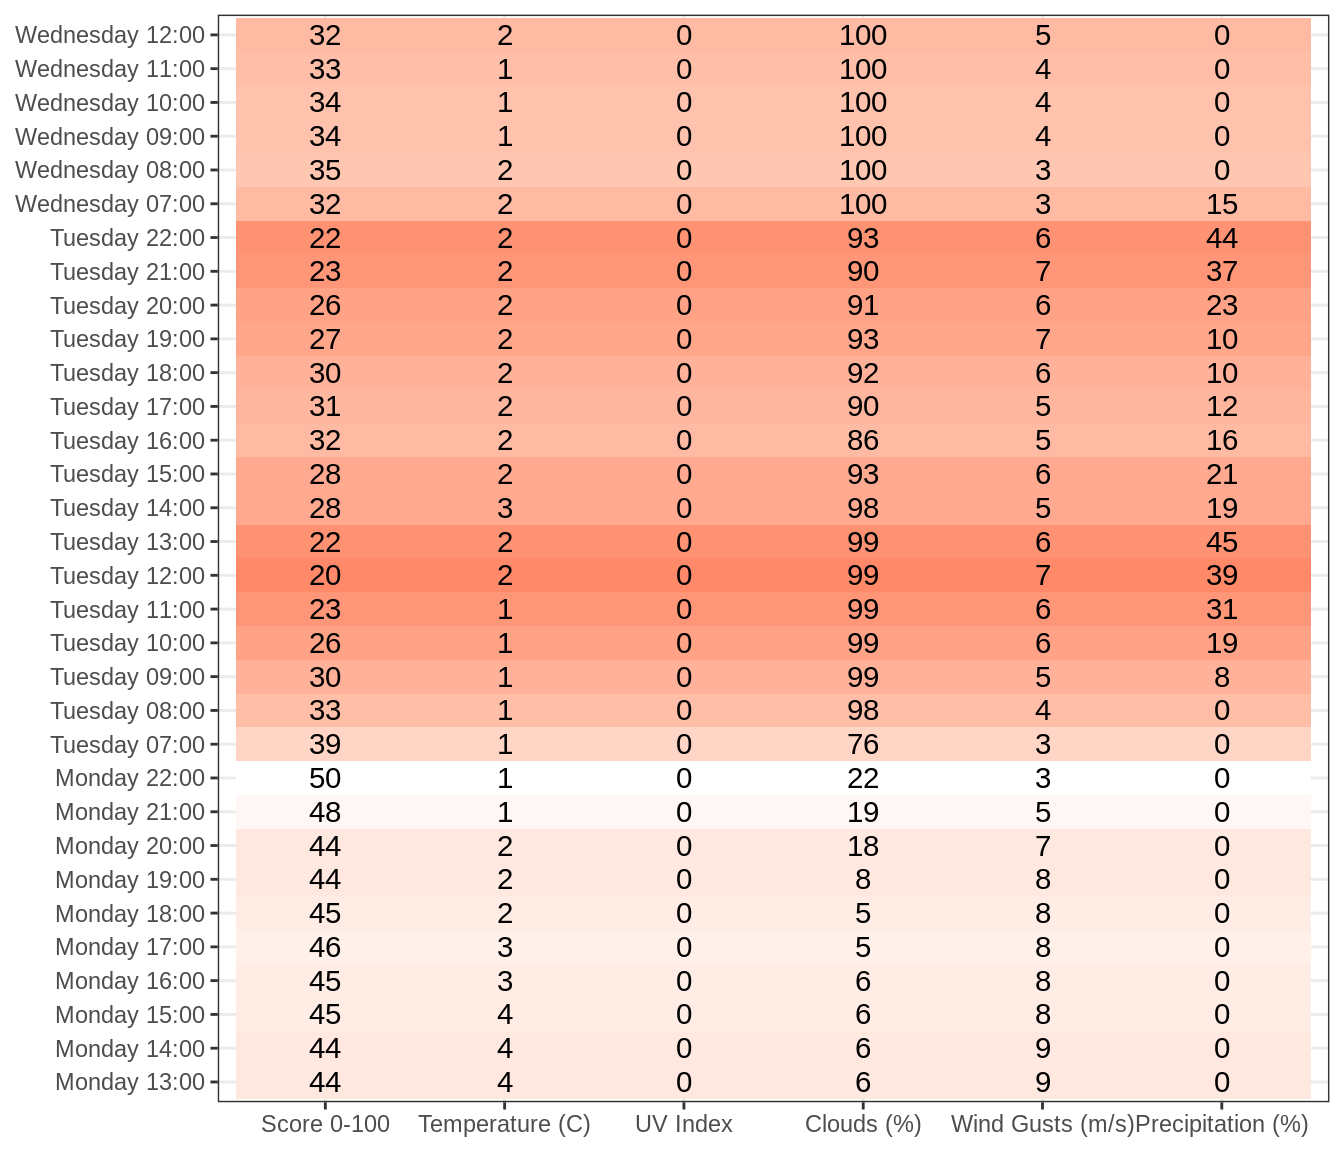 Wednesday 12:00 32 2 0 100 5 0
Wednesday 11:00 33 1 0 100 4 0
Wednesday 10:00 34 1 0 100 4 0
Wednesday 09:00 34 1 0 100 4 0
Wednesday 08:00 35 2 0 100 3 0
Wednesday 07:00 32 2 0 100 3 15
Tuesday 22:00 22 2 0 93 6 44
Tuesday 21:00 23 2 0 90 7 37
Tuesday 20:00 26 2 0 91 6 23
Tuesday 19:00 27 2 0 93 7 10
Tuesday 18:00 30 2 0 92 6 10
Tuesday 17:00 31 2 0 90 5 12
Tuesday 16:00 32 2 0 86 5 16
Tuesday 15:00 28 2 0 93 6 21
Tuesday 14:00 28 3 0 98 5 19
Tuesday 13:00 22 2 0 99 6 45
Tuesday 12:00 20 2 0 99 7 39
Tuesday 11:00 23 1 0 99 6 31
Tuesday 10:00 26 1 0 99 6 19
Tuesday 09:00 30 1 0 99 5 8
Tuesday 08:00 33 1 0 98 4 0
Tuesday 07:00 39 1 0 76 3 0
Monday 22:00 50 1 0 22 3 0
Monday 21:00 48 1 0 19 5 0
Monday 20:00 44 2 0 18 7 0
Monday 19:00 44 2 0 8 8 0
Monday 18:00 45 2 0 5 8 0
Monday 17:00 46 3 0 5 8 0
Monday 16:00 45 3 0 6 8 0
Monday 15:00 45 4 0 6 8 0
Monday 14:00 44 4 0 6 9 0
Monday 13:00 44 4 0 6 9 0
Score 0-100 Temperature (C) UV Index Clouds (%) Wind Gusts (m/s) Precipitation (%)